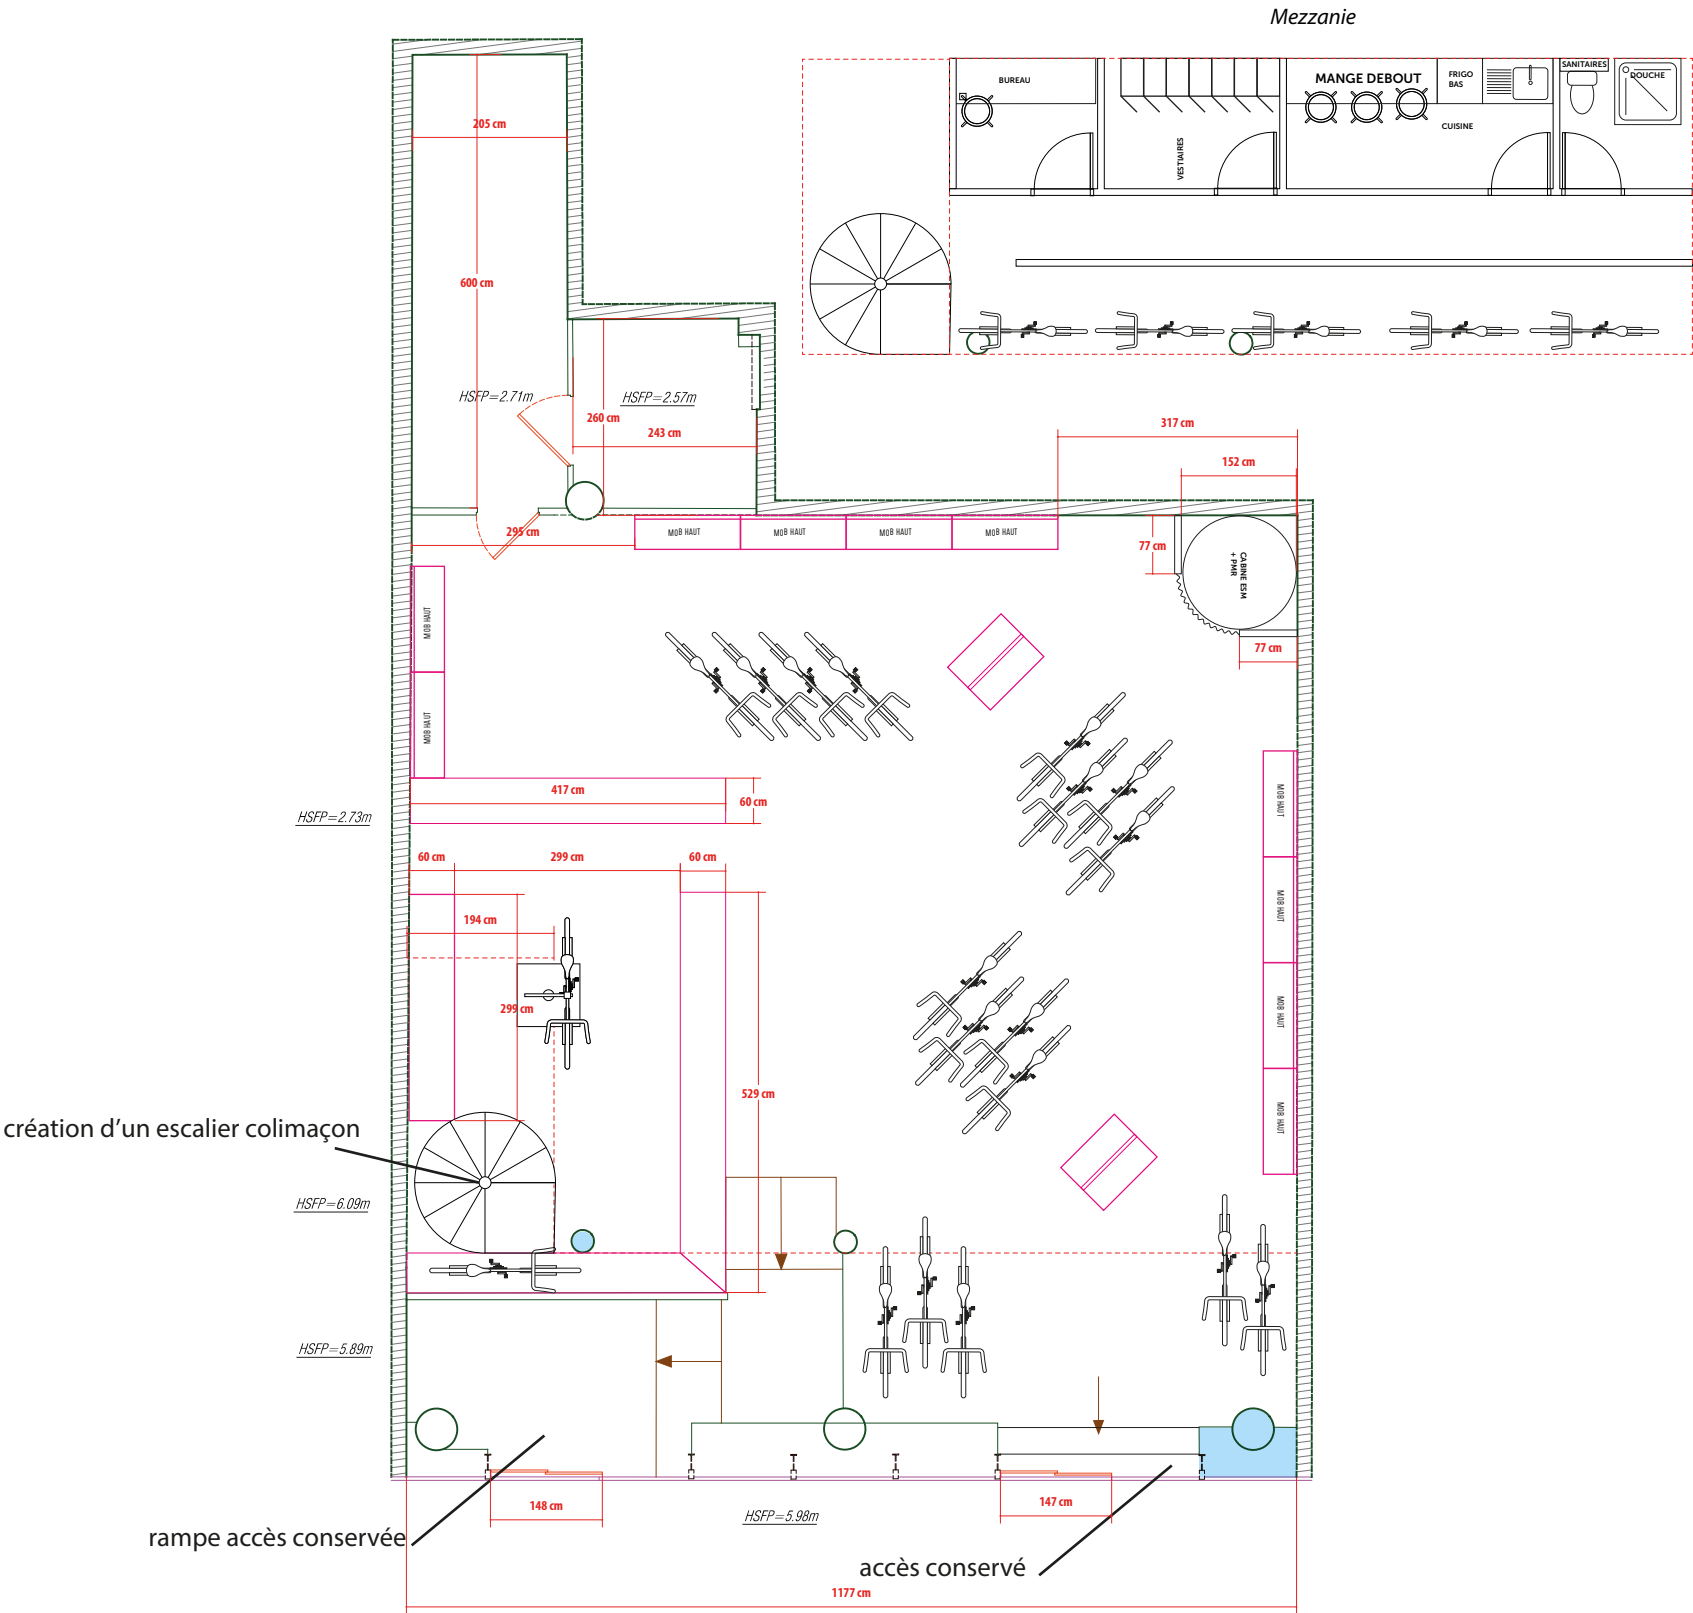 Mezzanie
BUREAU
VESTIAIRES
MANGE DEBOUT
FRIGO
BAS
CUISINE
SANITAIRES
DOUCHE
205 cm
600 cm
HSFP=2.71m
HSFP=2.57m
260 cm
243 cm
317 cm
152 cm
295 cm
MOB HAUT
MOB HAUT
MOB HAUT
MOB HAUT
77 cm
CABINE ESM
+ PMR
77 cm
MOB HAUT
MOB HAUT
417 cm
60 cm
HSFP=2.73m
60 cm
299 cm
60 cm
194 cm
299 cm
529 cm
MOB HAUT
MOB HAUT
MOB HAUT
MOB HAUT
création d'un escalier colimaçon
HSFP=6.09m
HSFP=5.89m
148 cm
147 cm
HSFP=5.98m
rampe accès conservée
accès conservé
1177 cm